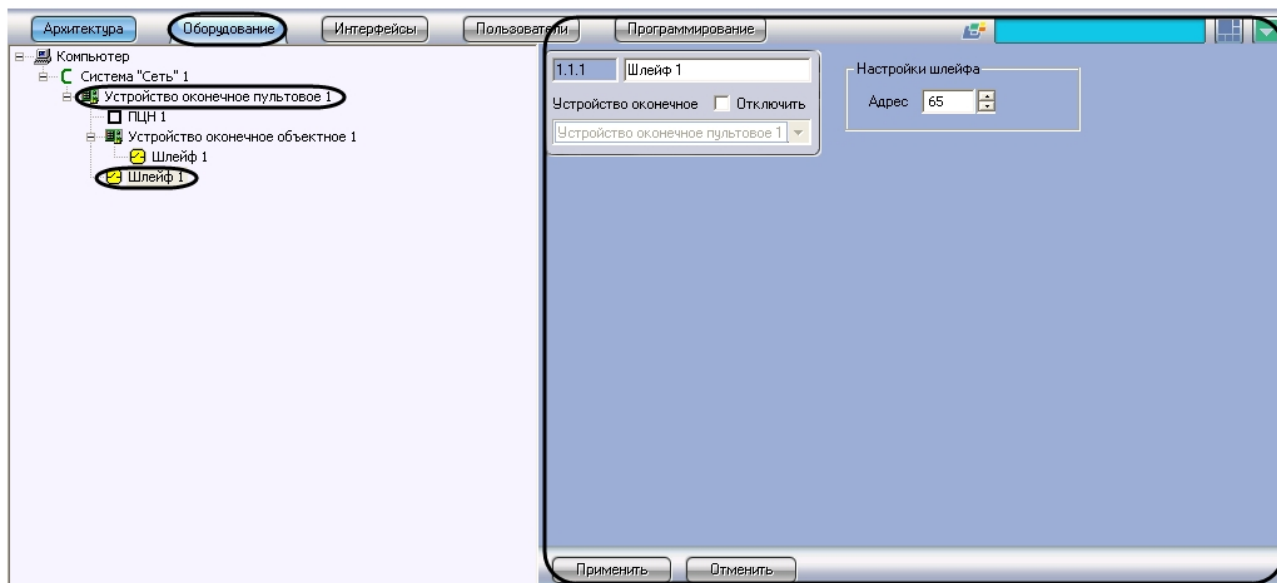 Архитектура Оборудование Интерфейсы Пользователи Программирование
Компьютер
Система "Сеть" 1
Устройство оконечное пультовое 1
ПЦН 1
Устройство оконечное объектное 1
Шлейф 1
Шлейф 1
1.1.1 Шлейф 1
Устройство оконечное Отключить
Устройство оконечное пультовое 1
Настройки шлейфа
Адрес 65
Применить Отменить